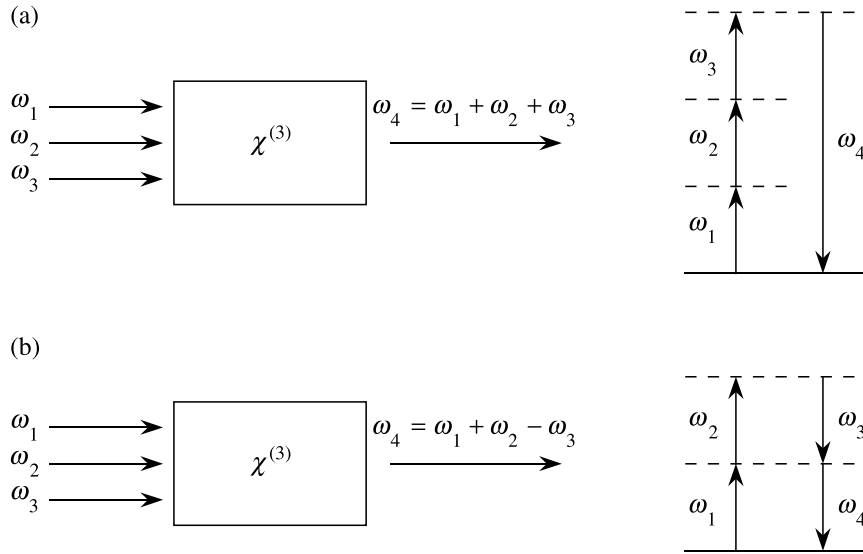 (a)
ω₁
ω₂
ω₃
χ⁽³⁾
ω₄ = ω₁ + ω₂ + ω₃
ω₃
ω₂
ω₁
ω₄
(b)
ω₁
ω₂
ω₃
χ⁽³⁾
ω₄ = ω₁ + ω₂ − ω₃
ω₂
ω₃
ω₁
ω₄